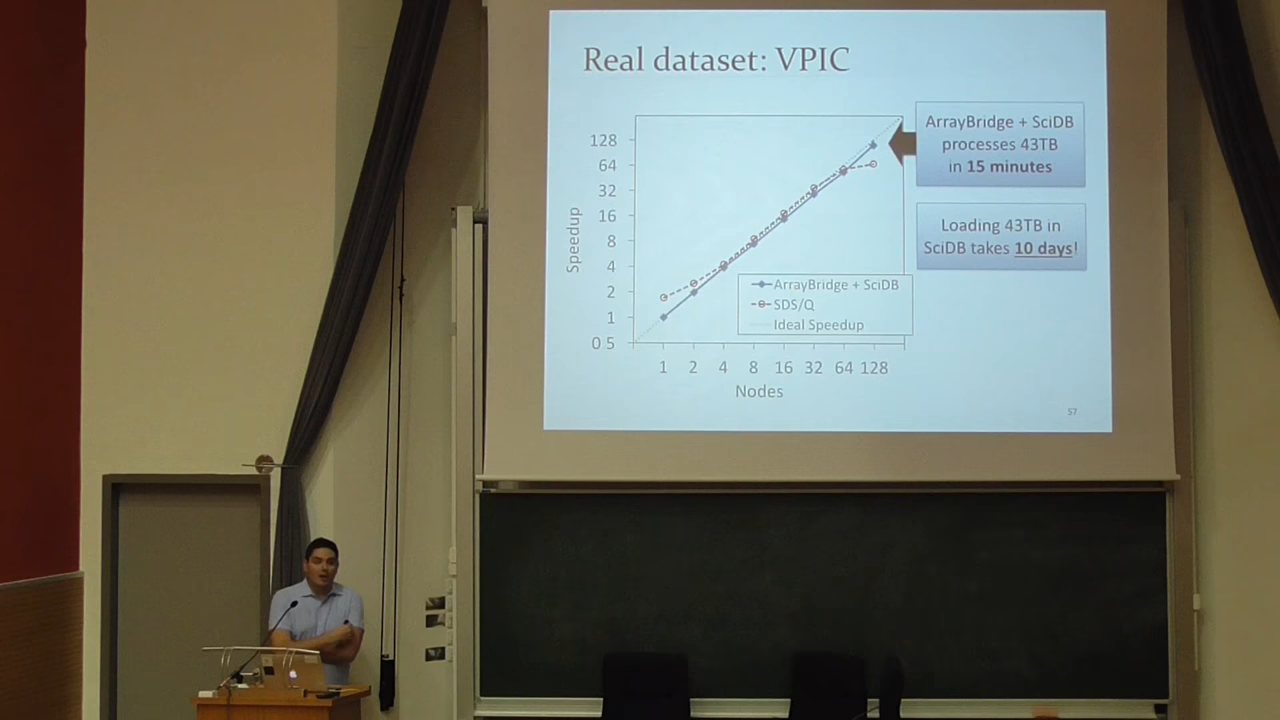 Real dataset: VPIC
128
64
32
16
8
4
2
1
0 5
Speedup
ArrayBridge + SciDB
SDS/Q
Ideal Speedup
1 2 4 8 16 32 64 128
Nodes
ArrayBridge + SciDB
processes 43TB
in 15 minutes
Loading 43TB in
SciDB takes 10 days!
57